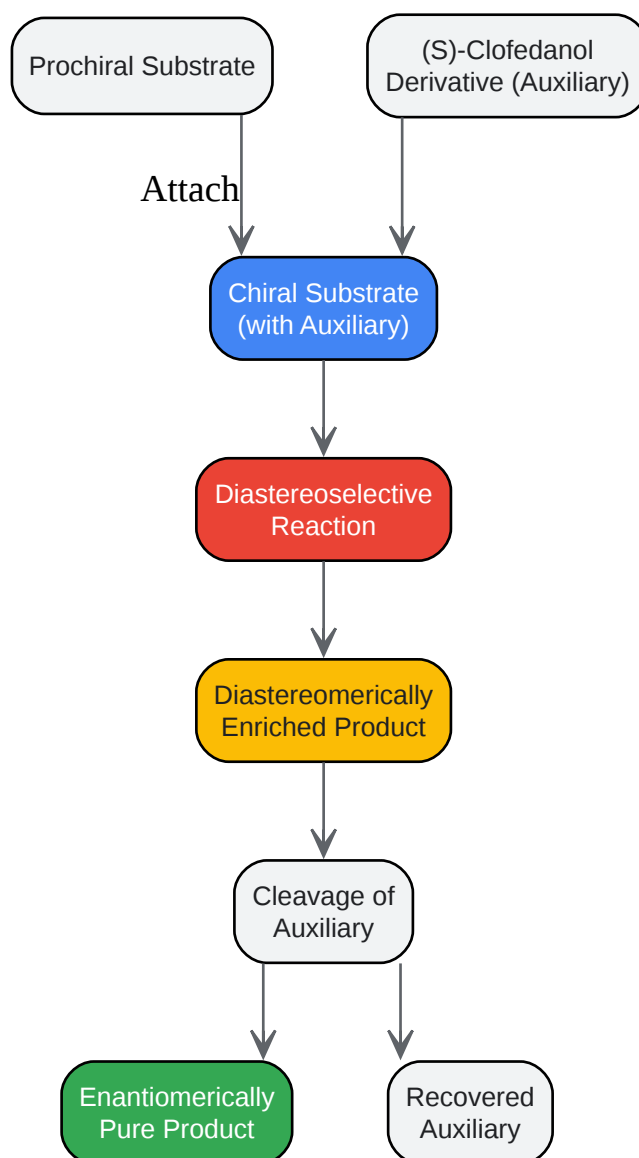 Prochiral Substrate
(S)-Clofedanol
Derivative (Auxiliary)
Attach
Chiral Substrate
(with Auxiliary)
Diastereoselective
Reaction
Diastereomerically
Enriched Product
Cleavage of
Auxiliary
Enantiomerically
Pure Product
Recovered
Auxiliary